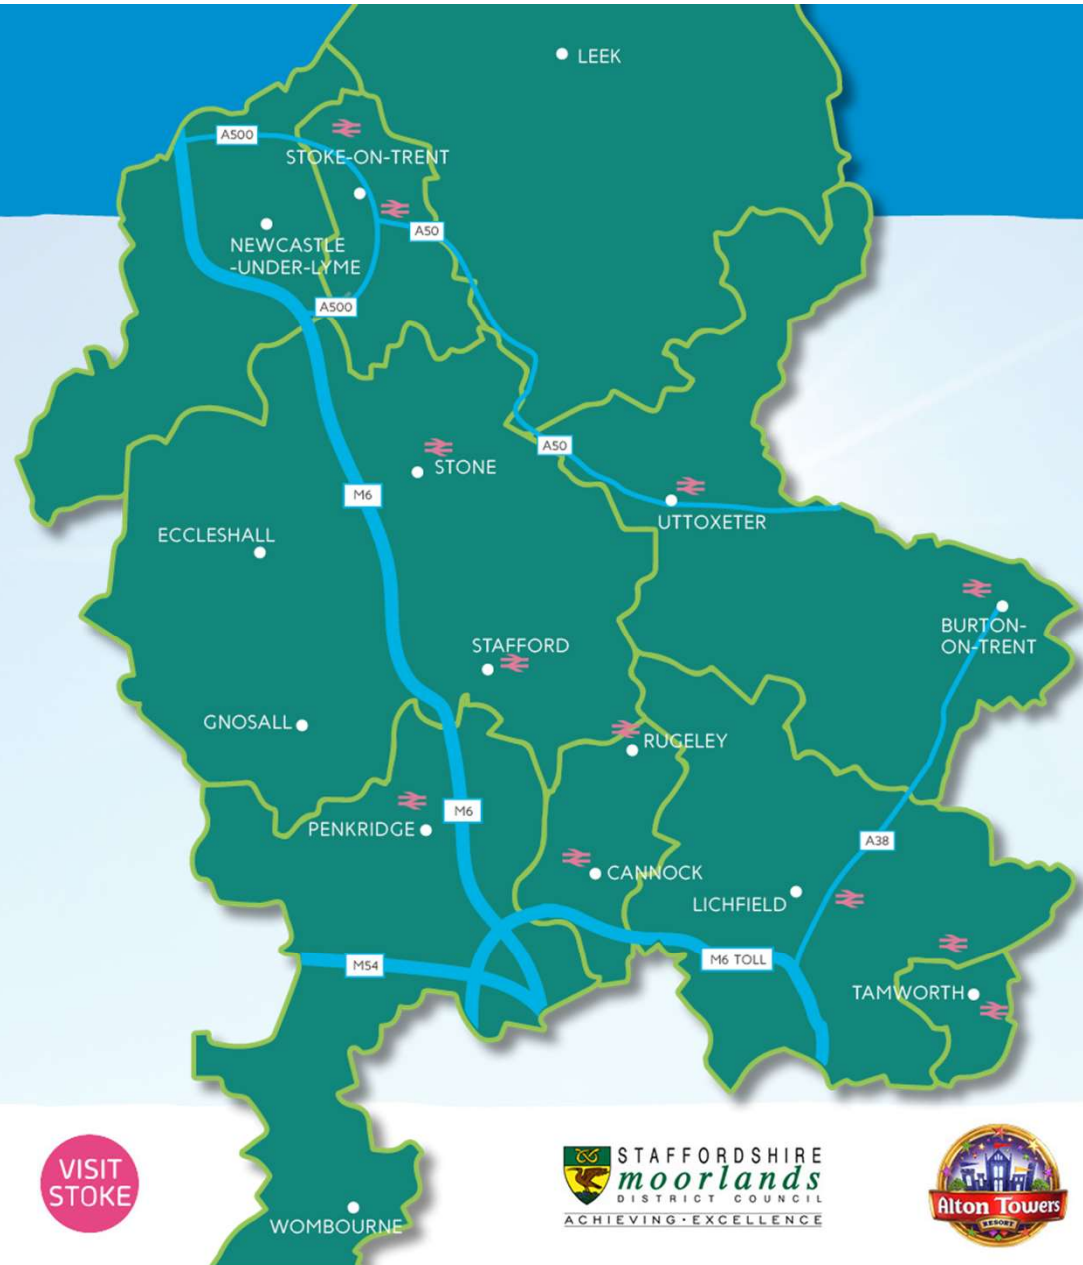 LEEK
A500
STOKE-ON-TRENT
A50
NEWCASTLE
-UNDER-LYME
A500
A50
STONE
M6
UTTOXETER
ECCLESHALL
BURTON-
ON-TRENT
STAFFORD
GNOSALL
RUGELEY
M6
PENKRIDGE
A38
CANNOCK
LICHFIELD
M6 TOLL
M54
TAMWORTH
WOMBOURNE
VISIT
STOKE
STAFFORDSHIRE
moorlands
DISTRICT COUNCIL
ACHIEVING · EXCELLENCE
Alton Towers
RESORT